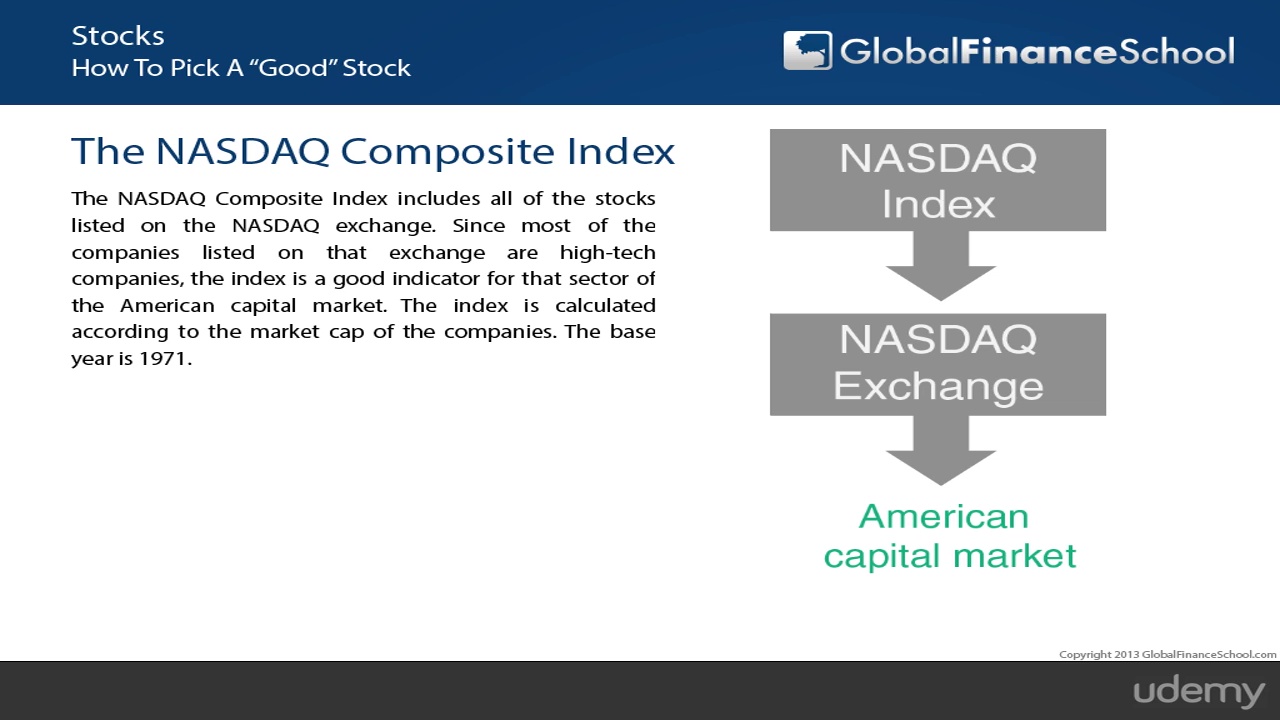 Stocks
How To Pick A “Good” Stock
GlobalFinanceSchool
The NASDAQ Composite Index
The NASDAQ Composite Index includes all of the stocks
listed on the NASDAQ exchange. Since most of the
companies listed on that exchange are high-tech
companies, the index is a good indicator for that sector of
the American capital market. The index is calculated
according to the market cap of the companies. The base
year is 1971.
NASDAQ
Index
NASDAQ
Exchange
American
capital market
Copyright 2013 GlobalFinanceSchool.com
udemy